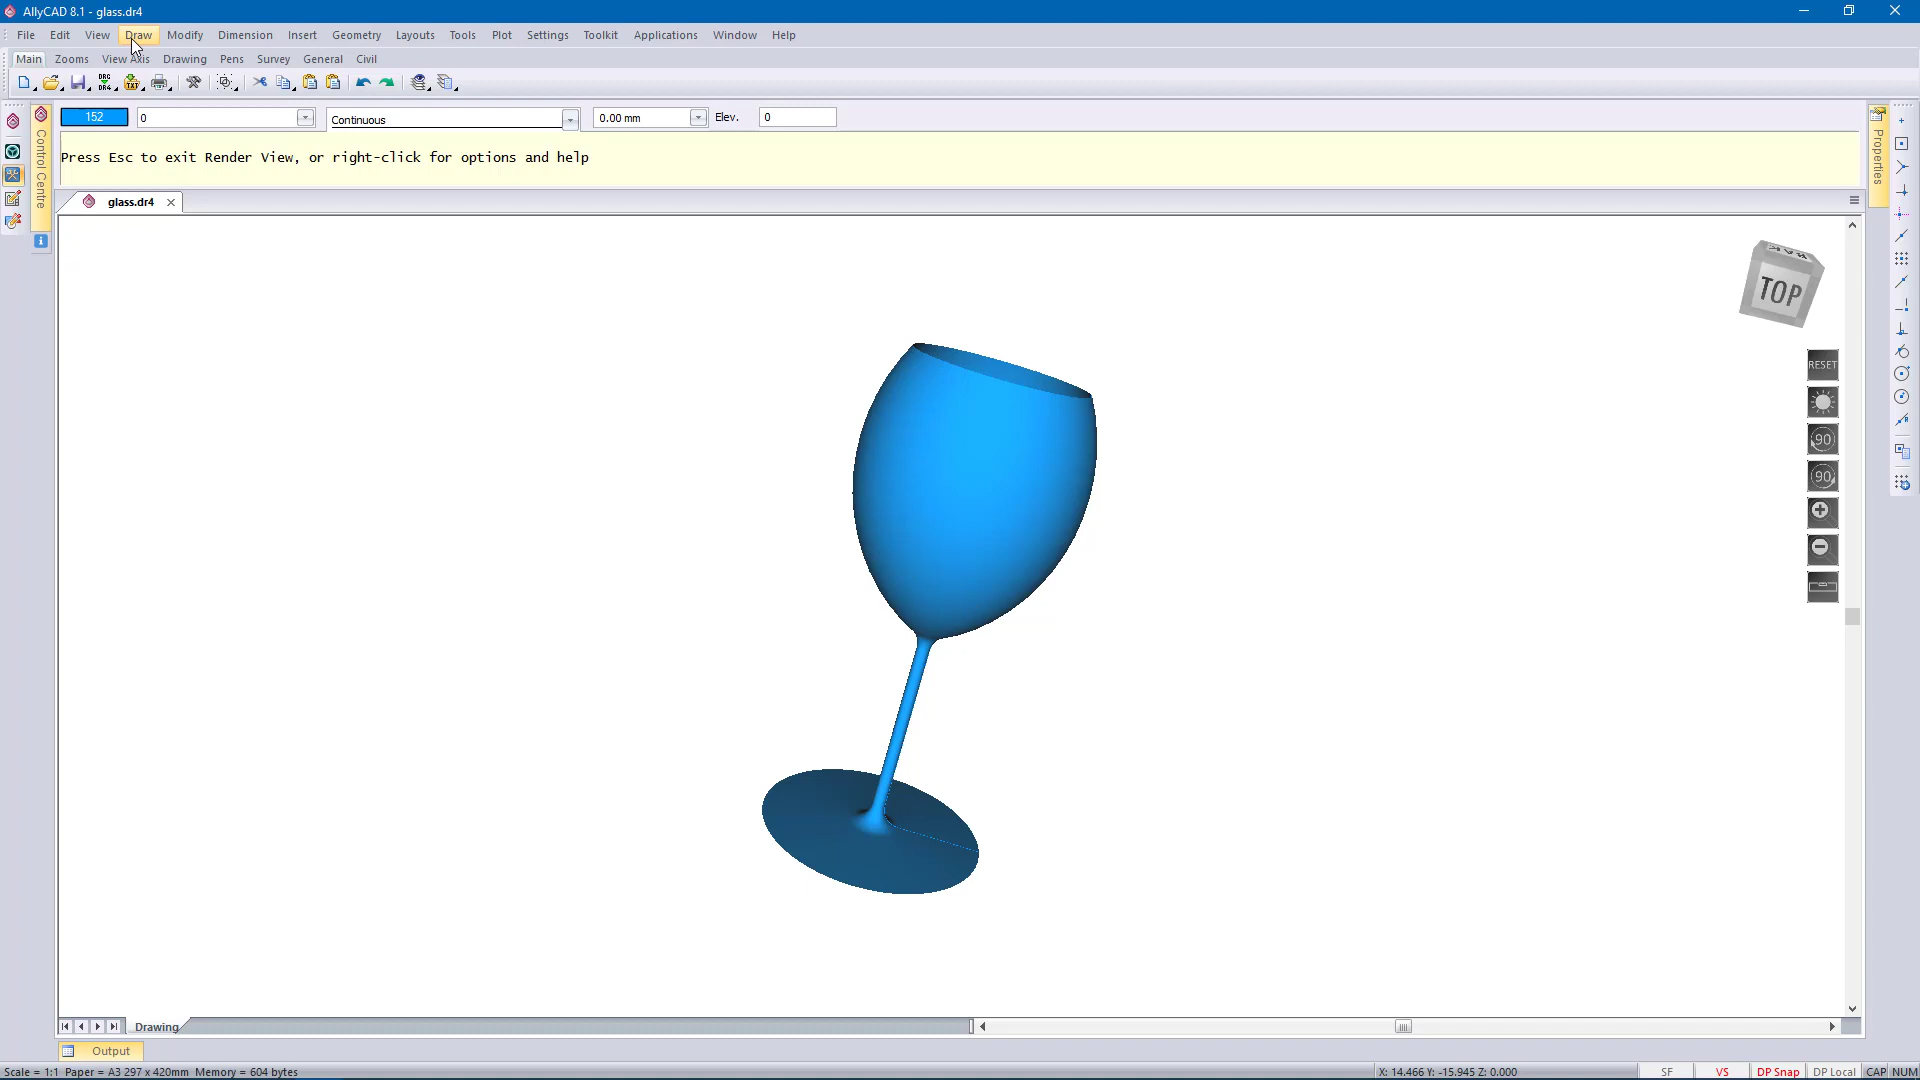 AllyCAD 8.1 - glass.dr4
File Edit View Draw Modify Dimension Insert Geometry Layouts Tools Plot Settings Toolkit Applications Window Help
Main Zooms View Axis Drawing Pens Survey General Civil
DRG DR4 TXT
152 0 Continuous 0.00 mm Elev. 0
Control Centre
Properties
Press Esc to exit Render View, or right-click for options and help
glass.dr4
TOP
RESET
90
90
Drawing
Output
Scale = 1:1 Paper = A3 297 x 420mm Memory = 604 bytes X: 14.466 Y: -15.945 Z: 0.000 SF VS DP Snap DP Local CAP NUM